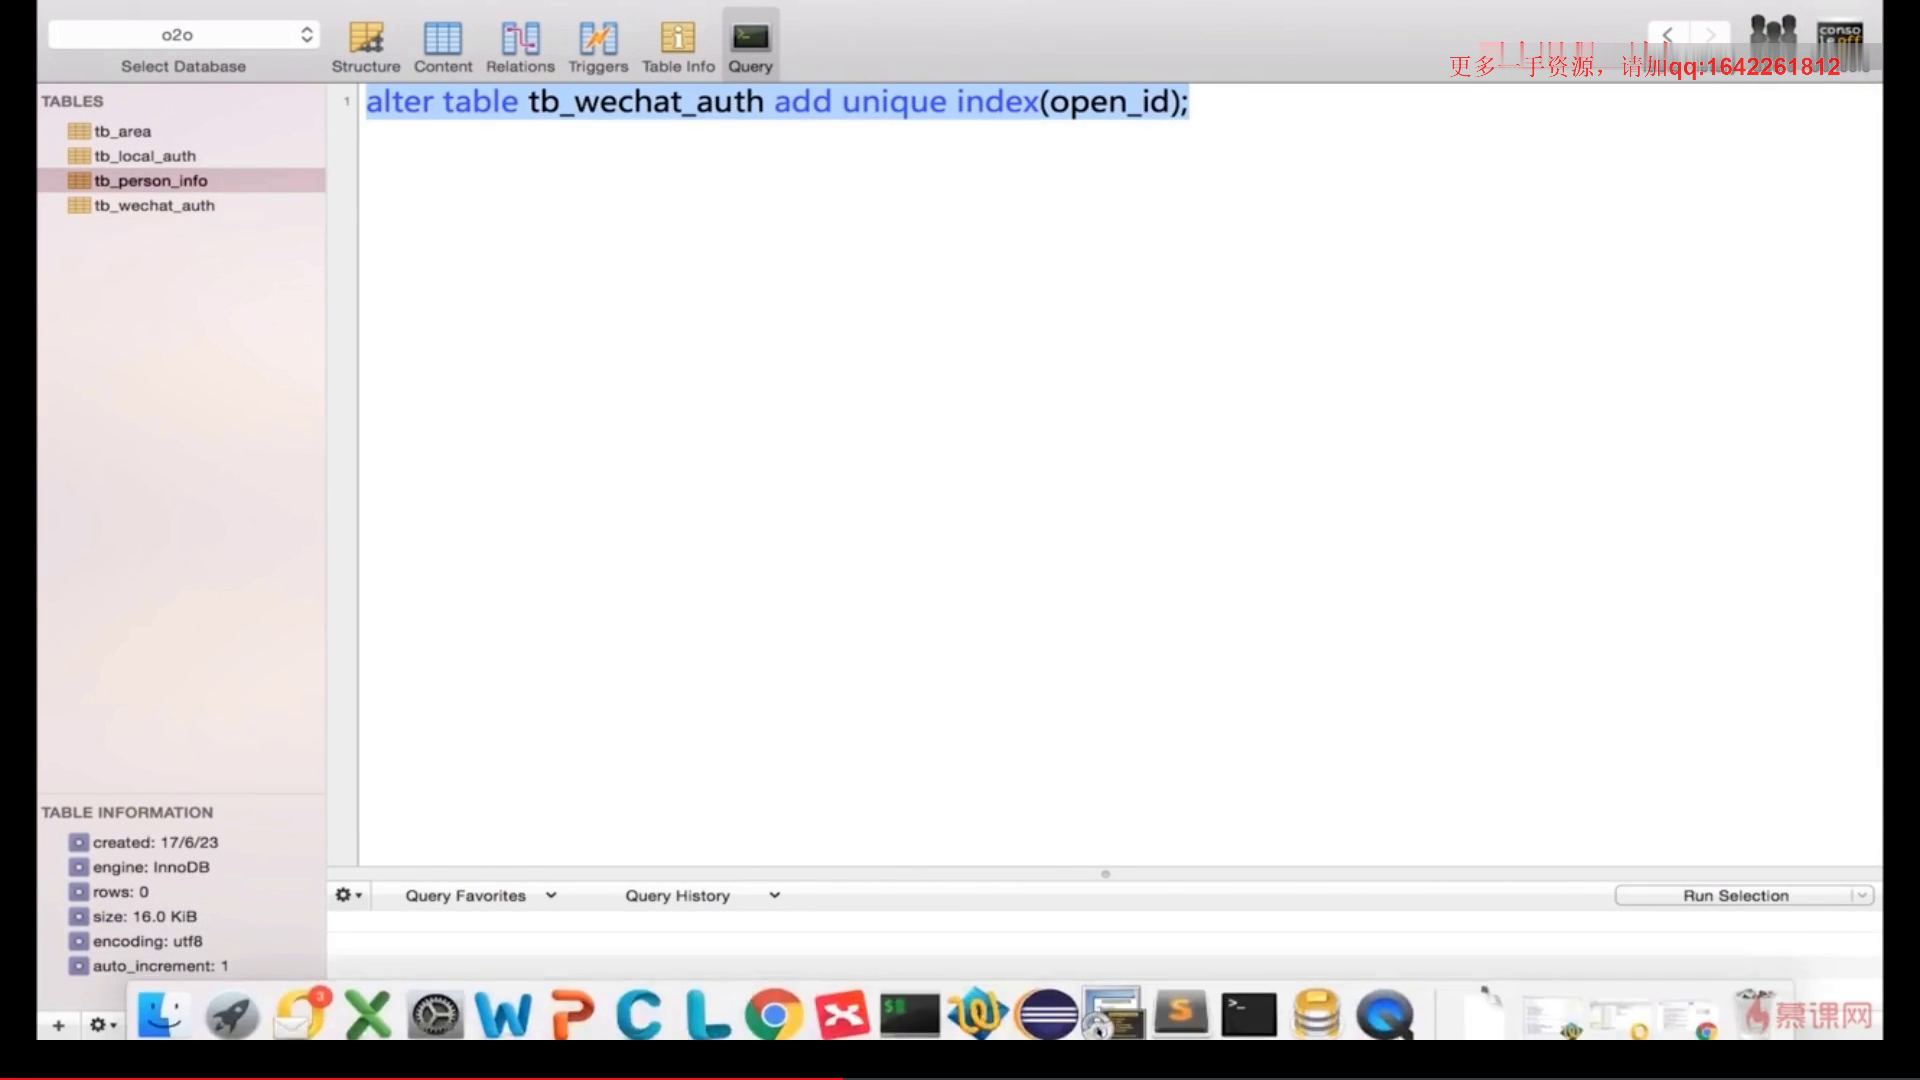 o2o
Select Database
Structure
Content
Relations
Triggers
Table Info
Query
更多一手资源，请加qq:1642261812
TABLES
tb_area
tb_local_auth
tb_person_info
tb_wechat_auth
1
alter table tb_wechat_auth add unique index(open_id);
TABLE INFORMATION
created: 17/6/23
engine: InnoDB
rows: 0
size: 16.0 KiB
encoding: utf8
auto_increment: 1
Query Favorites
Query History
Run Selection
3
慕课网